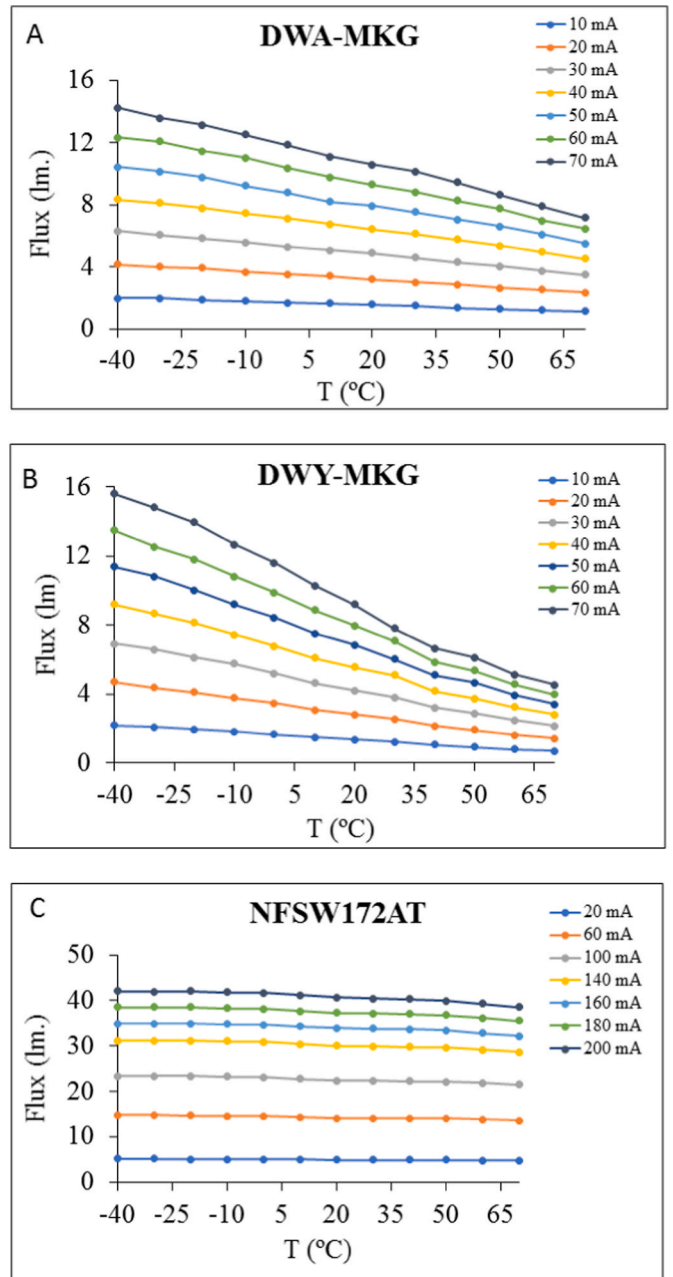 A
DWA-MKG
10 mA
20 mA
30 mA
40 mA
50 mA
60 mA
70 mA
16
12
8
4
0
Flux (lm.)
-40 -25 -10 5 20 35 50 65
T (ºC)
B
DWY-MKG
10 mA
20 mA
30 mA
40 mA
50 mA
60 mA
70 mA
16
12
8
4
0
Flux (lm)
-40 -25 -10 5 20 35 50 65
T (ºC)
C
NFSW172AT
20 mA
60 mA
100 mA
140 mA
160 mA
180 mA
200 mA
50
40
30
20
10
0
Flux (lm.)
-40 -25 -10 5 20 35 50 65
T (ºC)